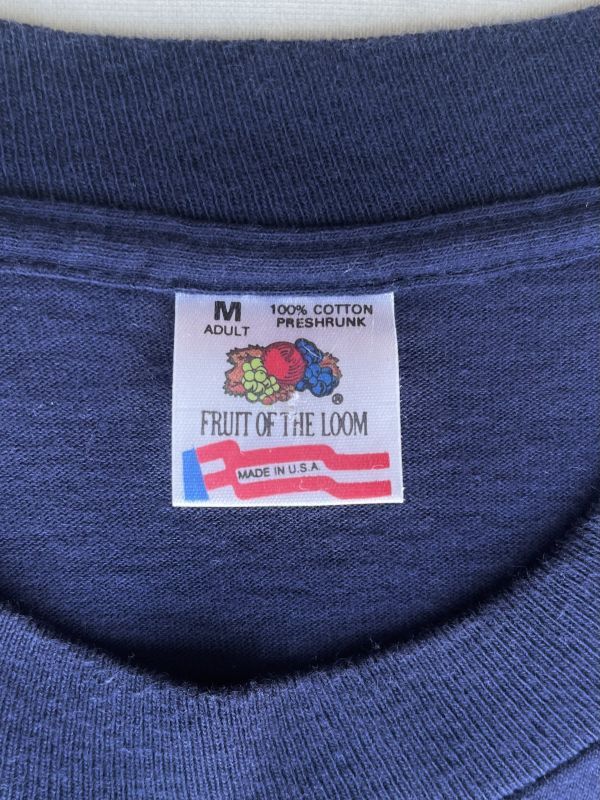 M
ADULT
100% COTTON
PRESHRUNK
®
FRUIT OF THE LOOM
MADE IN U.S.A.